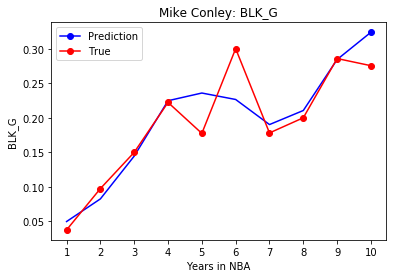 Mike Conley: BLK_G
Prediction
True
0.30
0.25
0.20
0.15
0.10
0.05
BLK_G
1 2 3 4 5 6 7 8 9 10
Years in NBA